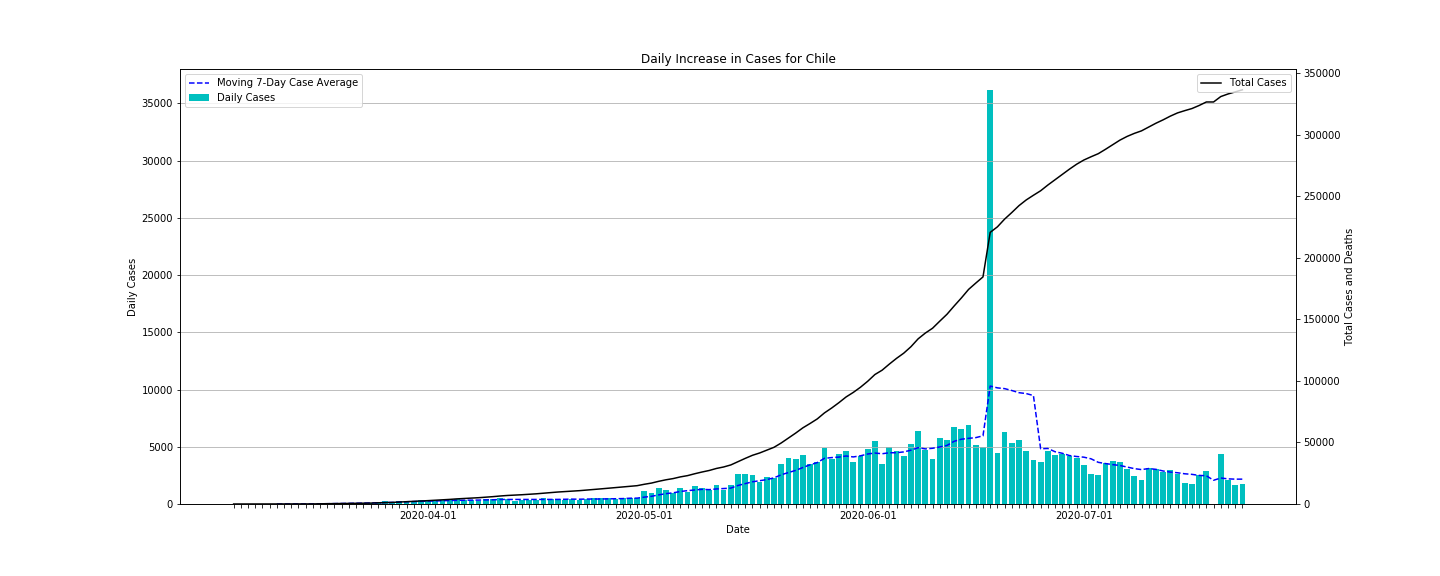 Daily Increase in Cases for Chile
Moving 7-Day Case Average
Daily Cases
Total Cases
35000
30000
25000
20000
15000
10000
5000
0
Daily Cases
350000
300000
250000
200000
150000
100000
50000
0
Total Cases and Deaths
2020-04-01
2020-05-01
2020-06-01
2020-07-01
Date